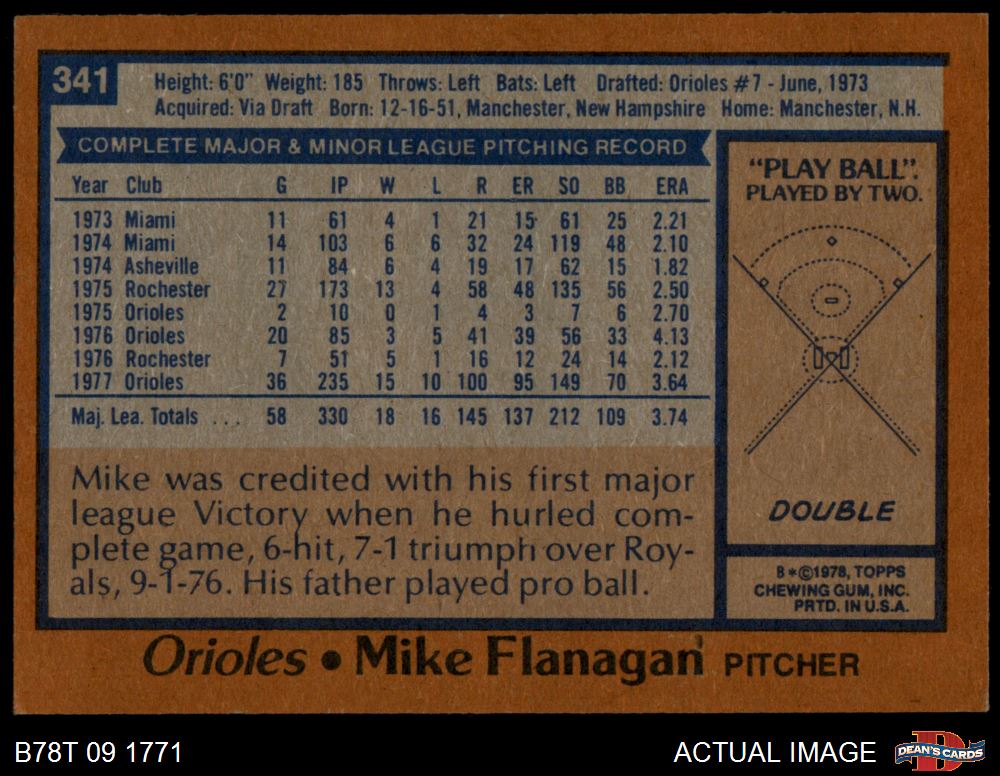 341
Height: 6'0" Weight: 185 Throws: Left Bats: Left Drafted: Orioles #7 - June, 1973
Acquired: Via Draft Born: 12-16-51, Manchester, New Hampshire Home: Manchester, N.H.
COMPLETE MAJOR & MINOR LEAGUE PITCHING RECORD
Year Club G IP W L R ER SO BB ERA
1973 Miami 11 61 4 1 21 15 61 25 2.21
1974 Miami 14 103 6 6 32 24 119 48 2.10
1974 Asheville 11 84 6 4 19 17 62 15 1.82
1975 Rochester 27 173 13 4 58 48 135 56 2.50
1975 Orioles 2 10 0 1 4 3 7 6 2.70
1976 Orioles 20 85 3 5 41 39 56 33 4.13
1976 Rochester 7 51 5 1 16 12 24 14 2.12
1977 Orioles 36 235 15 10 100 95 149 70 3.64
Maj. Lea. Totals ... 58 330 18 16 145 137 212 109 3.74
Mike was credited with his first major
league Victory when he hurled com-
plete game, 6-hit, 7-1 triumph over Roy-
als, 9-1-76. His father played pro ball.
"PLAY BALL".
PLAYED BY TWO.
DOUBLE
B*©1978, TOPPS
CHEWING GUM, INC.
PRTD. IN U.S.A.
Orioles • Mike Flanagan PITCHER
B78T 09 1771
ACTUAL IMAGE
DEAN'S CARDS